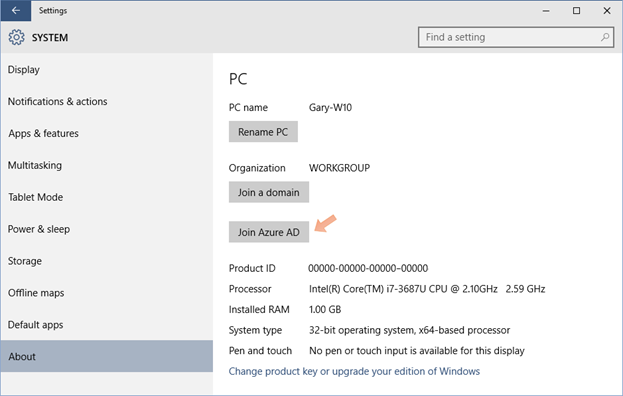 Settings
SYSTEM
Find a setting
Display
Notifications & actions
Apps & features
Multitasking
Tablet Mode
Power & sleep
Storage
Offline maps
Default apps
About
PC
PC name Gary-W10
Rename PC
Organization WORKGROUP
Join a domain
Join Azure AD
Product ID 00000-00000-00000-00000
Processor Intel(R) Core(TM) i7-3687U CPU @ 2.10GHz 2.59 GHz
Installed RAM 1.00 GB
System type 32-bit operating system, x64-based processor
Pen and touch No pen or touch input is available for this display
Change product key or upgrade your edition of Windows